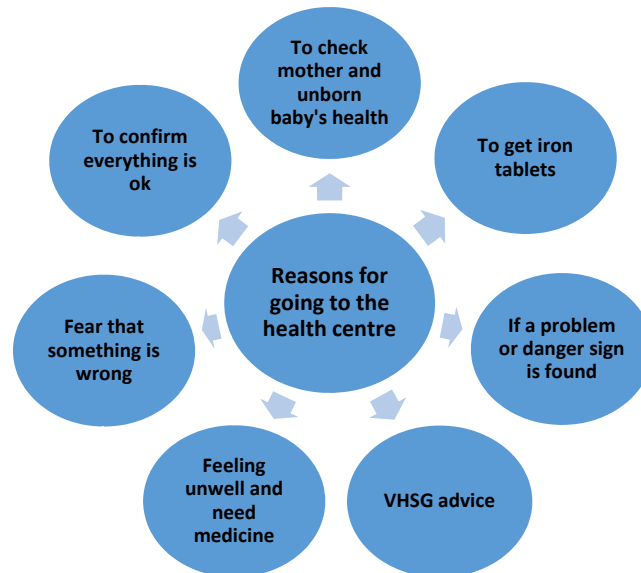 To check
mother and
unborn
baby's health
To get iron
tablets
If a problem
or danger sign
is found
VHSG advice
Feeling
unwell and
need
medicine
Fear that
something is
wrong
To confirm
everything is
ok
Reasons for
going to the
health centre